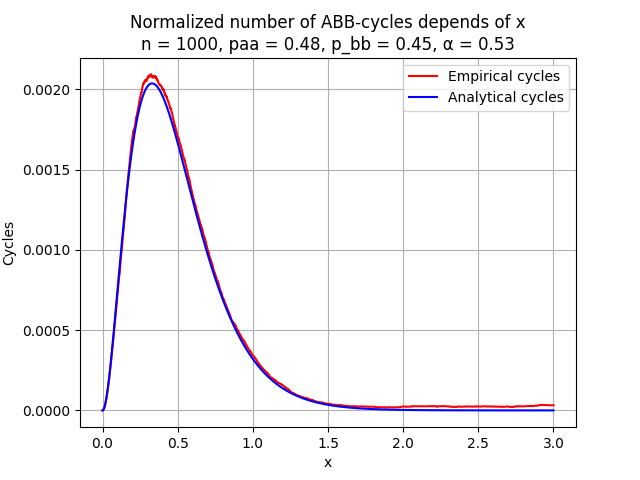 Normalized number of ABB-cycles depends of x
n = 1000, paa = 0.48, p_bb = 0.45, α = 0.53
Empirical cycles
Analytical cycles
0.0020
0.0015
0.0010
0.0005
0.0000
Cycles
0.0 0.5 1.0 1.5 2.0 2.5 3.0
x